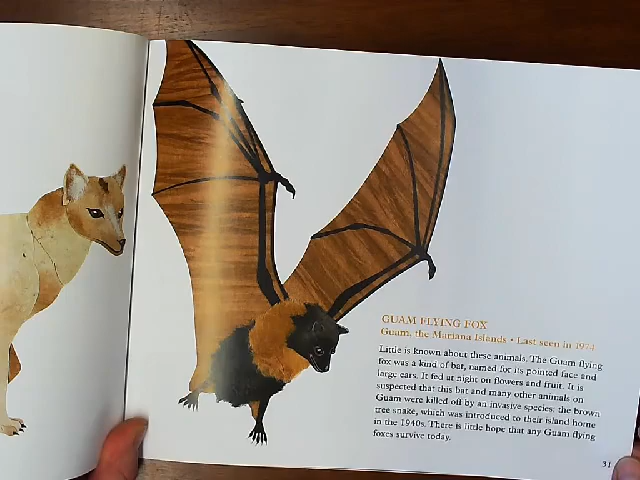 GUAM FLYING FOX
Guam, the Mariana Islands • Last seen in 1974
Little is known about these animals. The Guam flying
fox was a kind of bat, named for its pointed face and
large ears. It fed at night on flowers and fruit. It is
suspected that this bat and many other animals on
Guam were killed off by an invasive species: the brown
tree snake, which was introduced to their island home
in the 1940s. There is little hope that any Guam flying
foxes survive today.
31